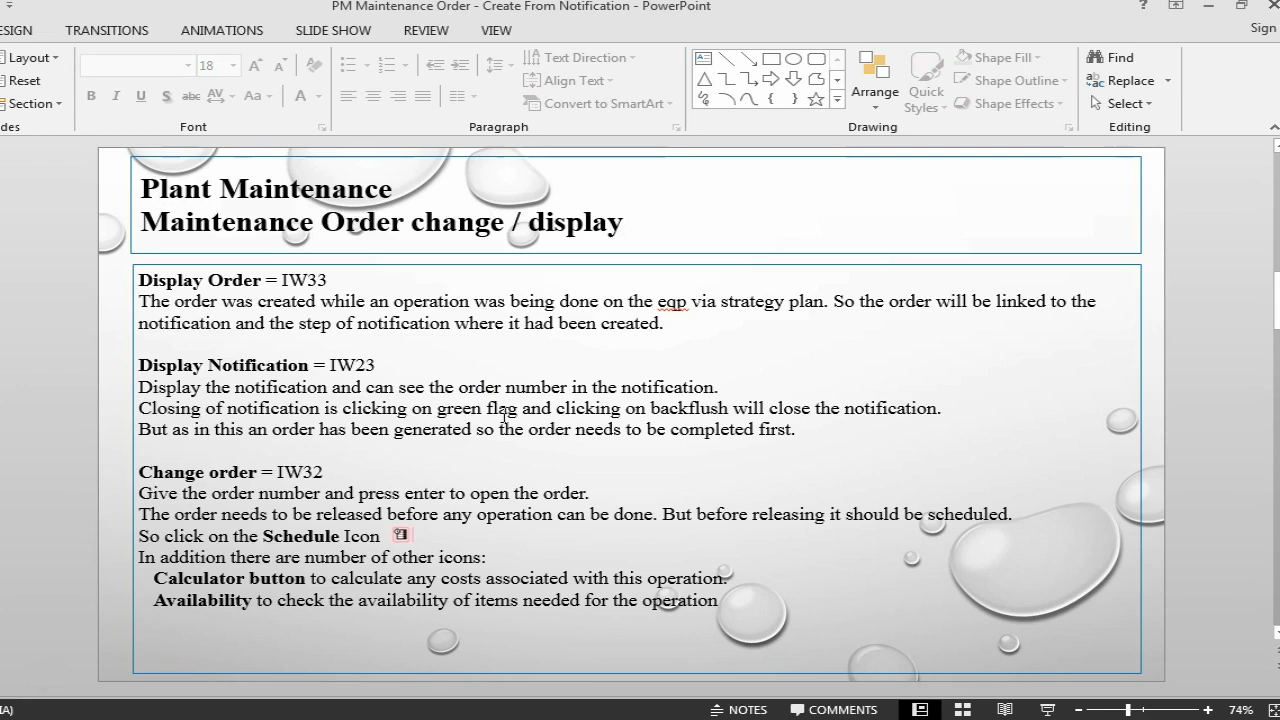 PM Maintenance Order - Create From Notification - PowerPoint
?
TRANSITIONS ANIMATIONS SLIDE SHOW REVIEW VIEW
Sign
Layout
Reset
Section
18
B I U S abc AV Aa A
Font
Text Direction
Align Text
Convert to SmartArt
Paragraph
Arrange
Quick
Styles
Shape Fill
Shape Outline
Shape Effects
Drawing
Find
Replace
Select
Editing
Plant Maintenance
Maintenance Order change / display
Display Order = IW33
The order was created while an operation was being done on the eqp via strategy plan. So the order will be linked to the
notification and the step of notification where it had been created.
Display Notification = IW23
Display the notification and can see the order number in the notification.
Closing of notification is clicking on green flag and clicking on backflush will close the notification.
But as in this an order has been generated so the order needs to be completed first.
Change order = IW32
Give the order number and press enter to open the order.
The order needs to be released before any operation can be done. But before releasing it should be scheduled.
So click on the Schedule Icon
In addition there are number of other icons:
Calculator button to calculate any costs associated with this operation.
Availability to check the availability of items needed for the operation
NOTES COMMENTS 74%